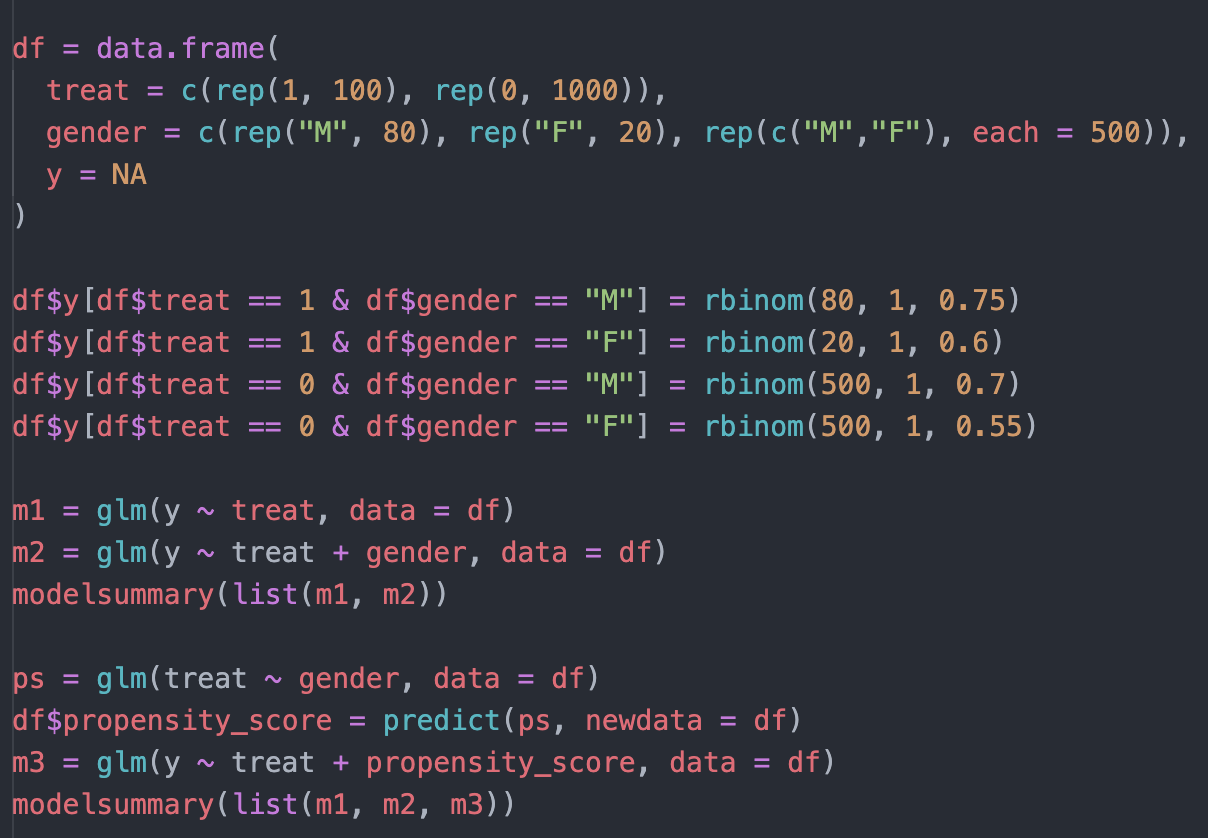 df = data.frame(
  treat = c(rep(1, 100), rep(0, 1000)),
  gender = c(rep("M", 80), rep("F", 20), rep(c("M","F"), each = 500)),
  y = NA
)
df$y[df$treat == 1 & df$gender == "M"] = rbinom(80, 1, 0.75)
df$y[df$treat == 1 & df$gender == "F"] = rbinom(20, 1, 0.6)
df$y[df$treat == 0 & df$gender == "M"] = rbinom(500, 1, 0.7)
df$y[df$treat == 0 & df$gender == "F"] = rbinom(500, 1, 0.55)
m1 = glm(y ~ treat, data = df)
m2 = glm(y ~ treat + gender, data = df)
modelsummary(list(m1, m2))
ps = glm(treat ~ gender, data = df)
df$propensity_score = predict(ps, newdata = df)
m3 = glm(y ~ treat + propensity_score, data = df)
modelsummary(list(m1, m2, m3))